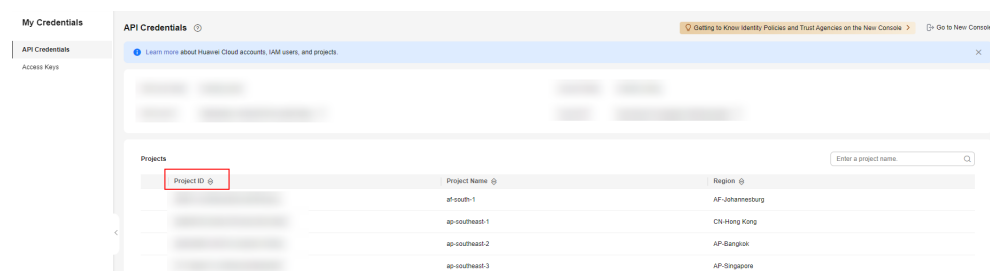 My Credentials
API Credentials
Access Keys
API Credentials
Getting to Know Identity Policies and Trust Agencies on the New Console >
Go to New Console
Learn more about Huawei Cloud accounts, IAM users, and projects.
Projects
Enter a project name.
Project ID Project Name Region
af-south-1 AF-Johannesburg
ap-southeast-1 CN-Hong Kong
ap-southeast-2 AP-Bangkok
ap-southeast-3 AP-Singapore